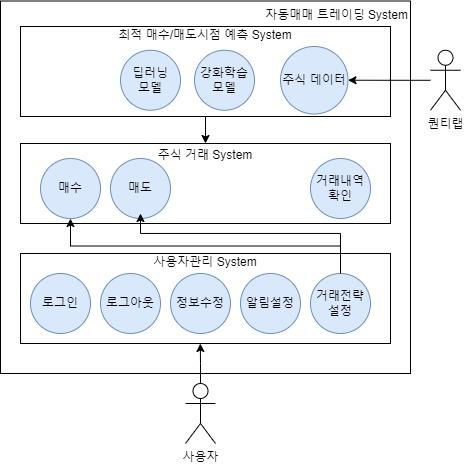 자동매매 트레이딩 System
최적 매수/매도시점 예측 System
딥러닝
모델
강화학습
모델
주식 데이터
퀀티랩
주식 거래 System
매수
매도
거래내역
확인
사용자관리 System
로그인
로그아웃
정보수정
알림설정
거래전략
설정
사용자